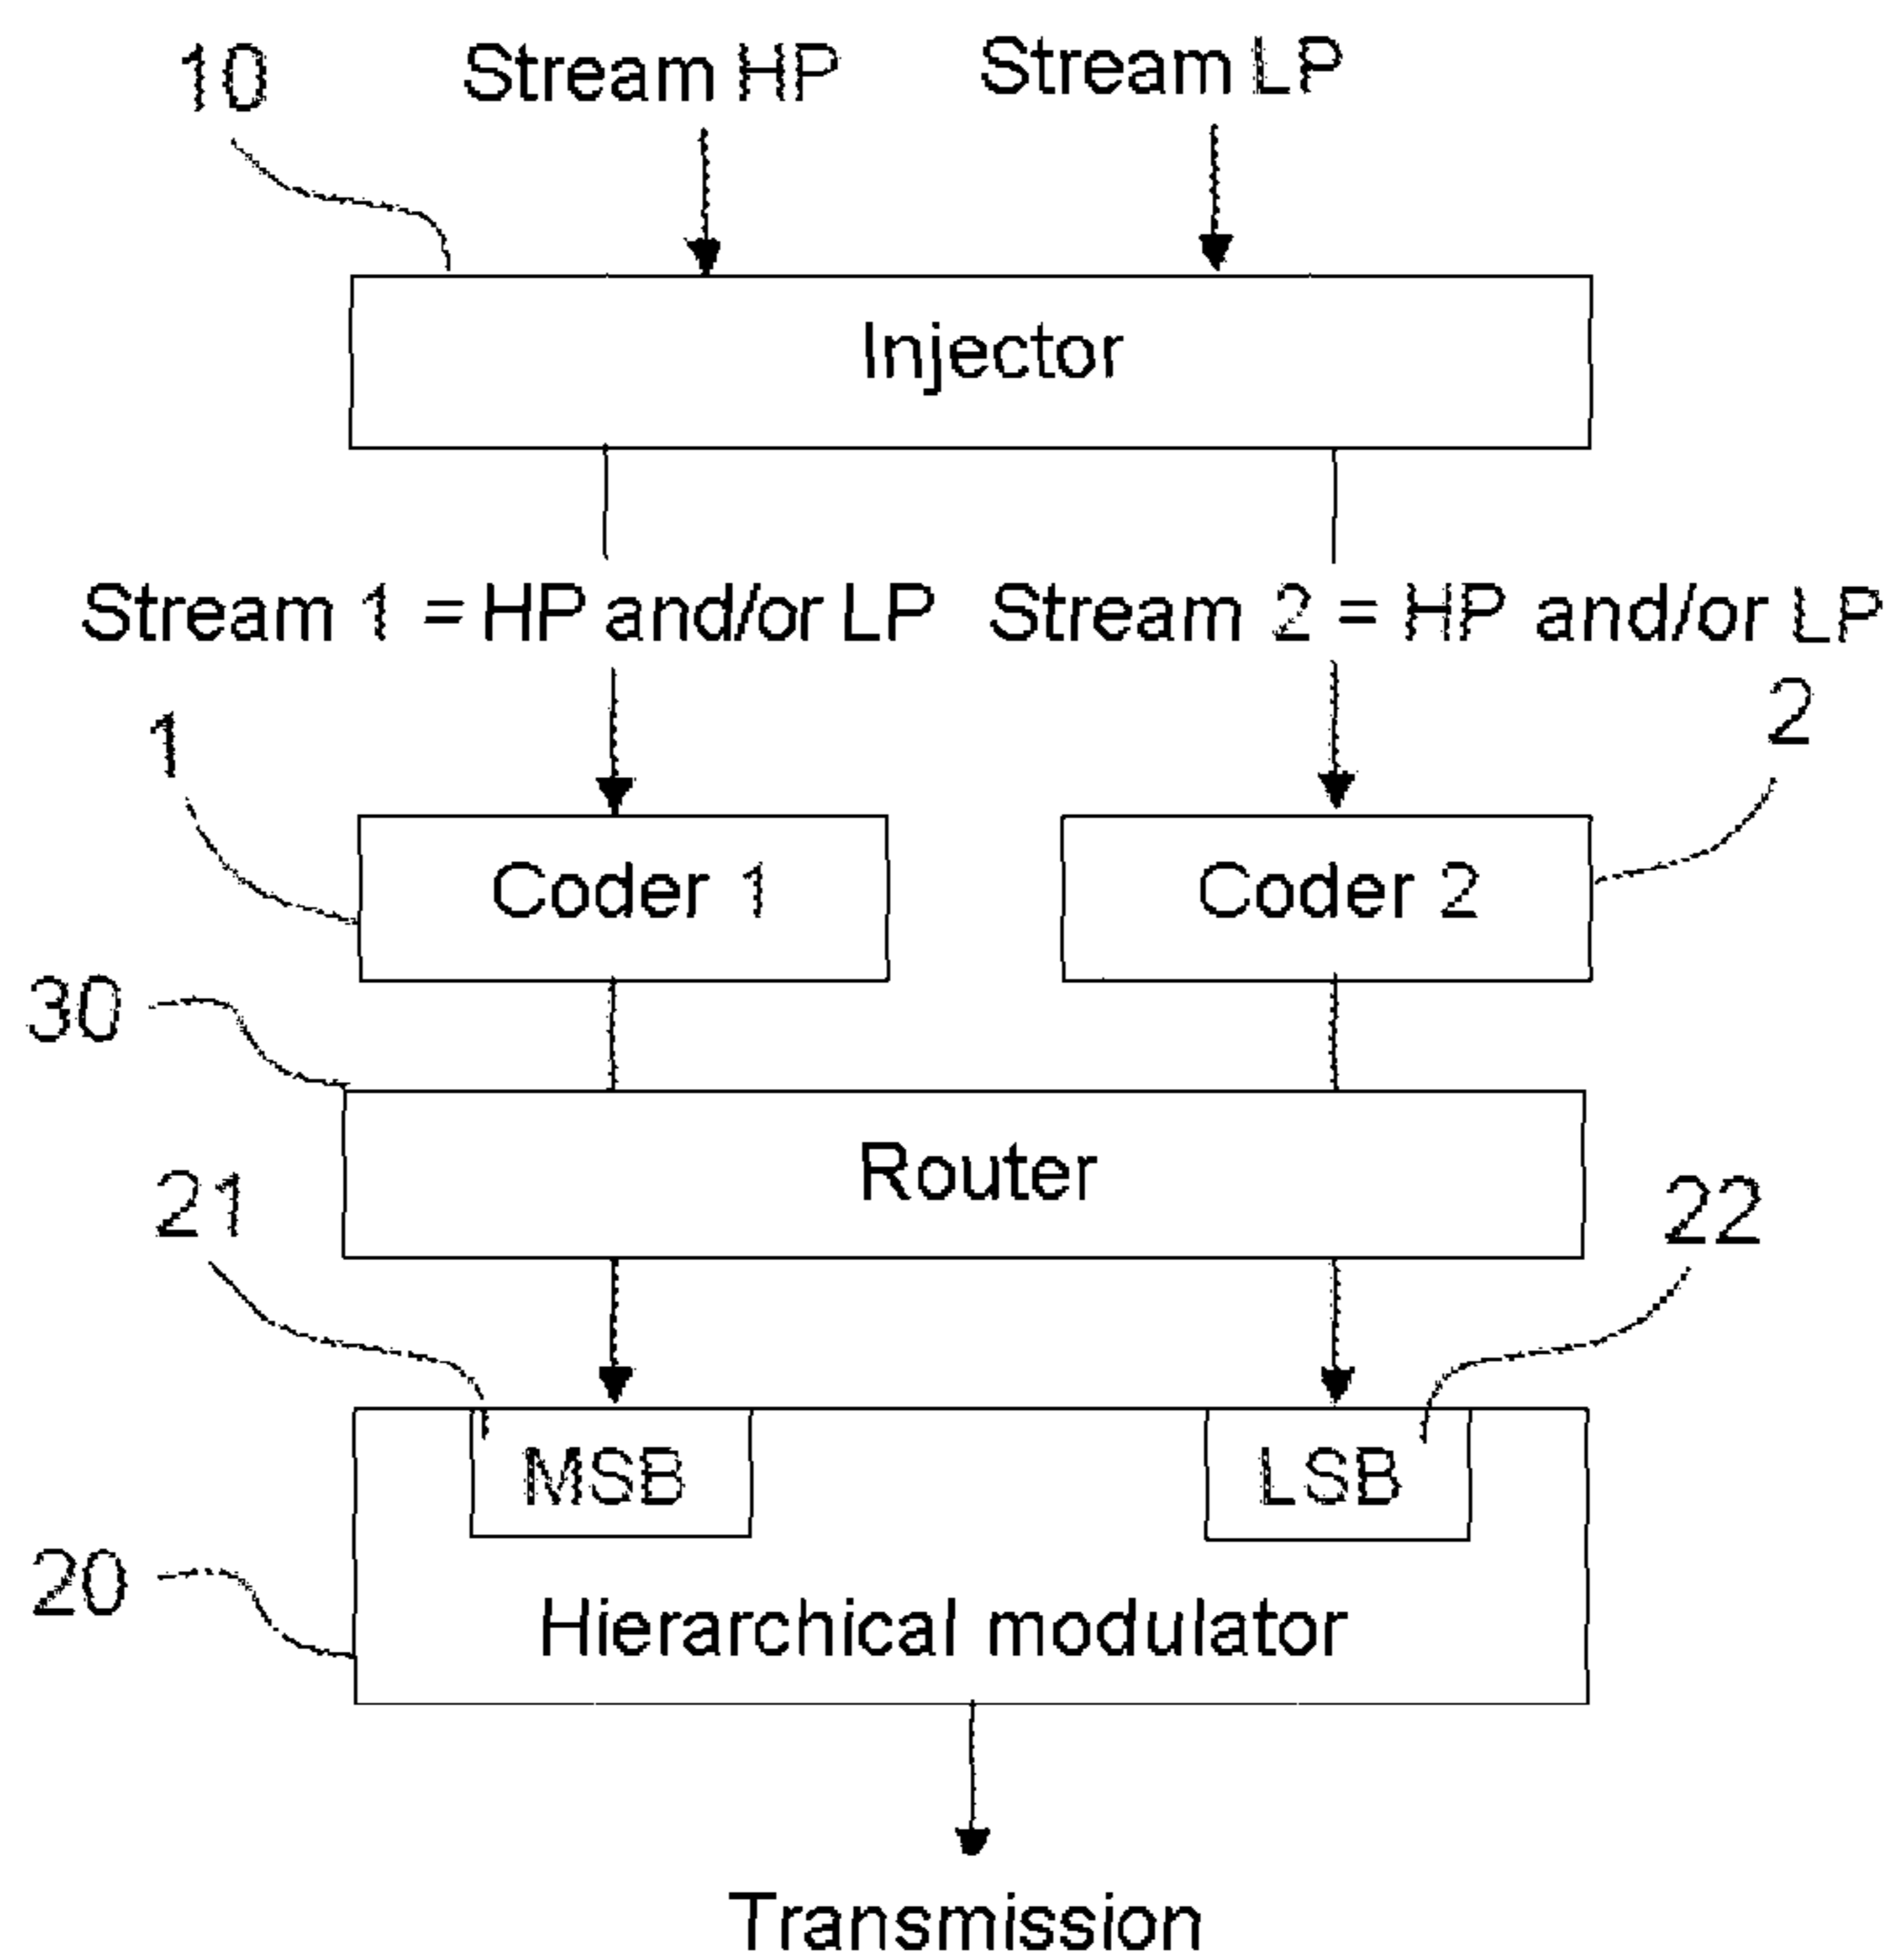 10 Stream HP Stream LP
Injector
Stream 1 = HP and/or LP Stream 2 = HP and/or LP
1 2
Coder 1 Coder 2
30
Router
21 22
MSB LSB
20 Hierarchical modulator
Transmission